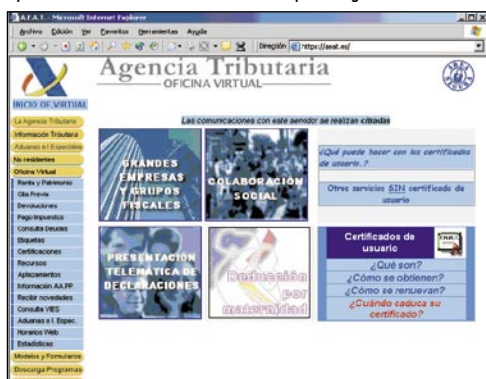 A.E.A.T. - Microsoft Internet Explorer
Archivo Edición Ver Favoritos Herramientas Ayuda
Dirección https://aeat.es/
Agencia Tributaria
OFICINA VIRTUAL
INICIO OF.VIRTUAL
Las comunicaciones con este servidor se realizan cifradas
La Agencia Tributaria
Información Tributaria
Aduanas e I.Especiales
No residentes
Oficina Virtual
Renta y Patrimonio
Cita Previa
Devoluciones
Pago Impuestos
Consulta Deudas
Etiquetas
Certificaciones
Recursos
Aplazamientos
Información AA.PP.
Recibir novedades
Consulta VIES
Aduanas e I. Espec.
Horarios Web
Estadísticas
Modelos y Formularios
Descarga Programas
GRANDES
EMPRESAS
Y GRUPOS
FISCALES
COLABORACIÓN
SOCIAL
PRESENTACIÓN
TELEMÁTICA DE
DECLARACIONES
Deducción
por
maternidad
¿Qué puede hacer con los certificados
de usuario.?
Otros servicios SIN certificado de
usuario
Certificados de
usuario
¿Qué son?
¿Cómo se obtienen?
¿Cómo se renuevan?
¿Cuándo caduca su
certificado?